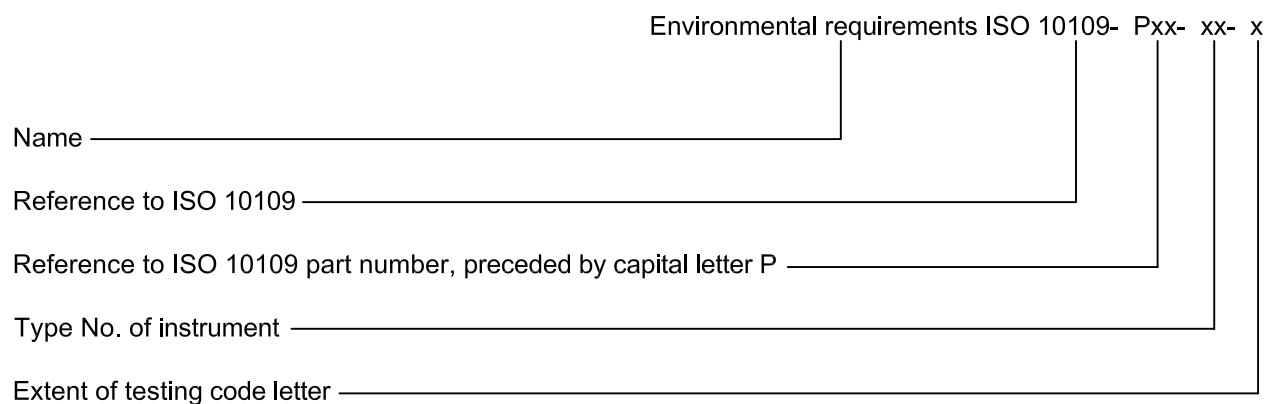 Environmental requirements ISO 10109- Pxx- xx- x
Name
Reference to ISO 10109
Reference to ISO 10109 part number, preceded by capital letter P
Type No. of instrument
Extent of testing code letter